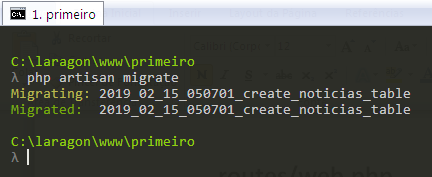 1. primeiro
C:\laragon\www\primeiro
λ php artisan migrate
Migrating: 2019_02_15_050701_create_noticias_table
Migrated:  2019_02_15_050701_create_noticias_table
C:\laragon\www\primeiro
λ